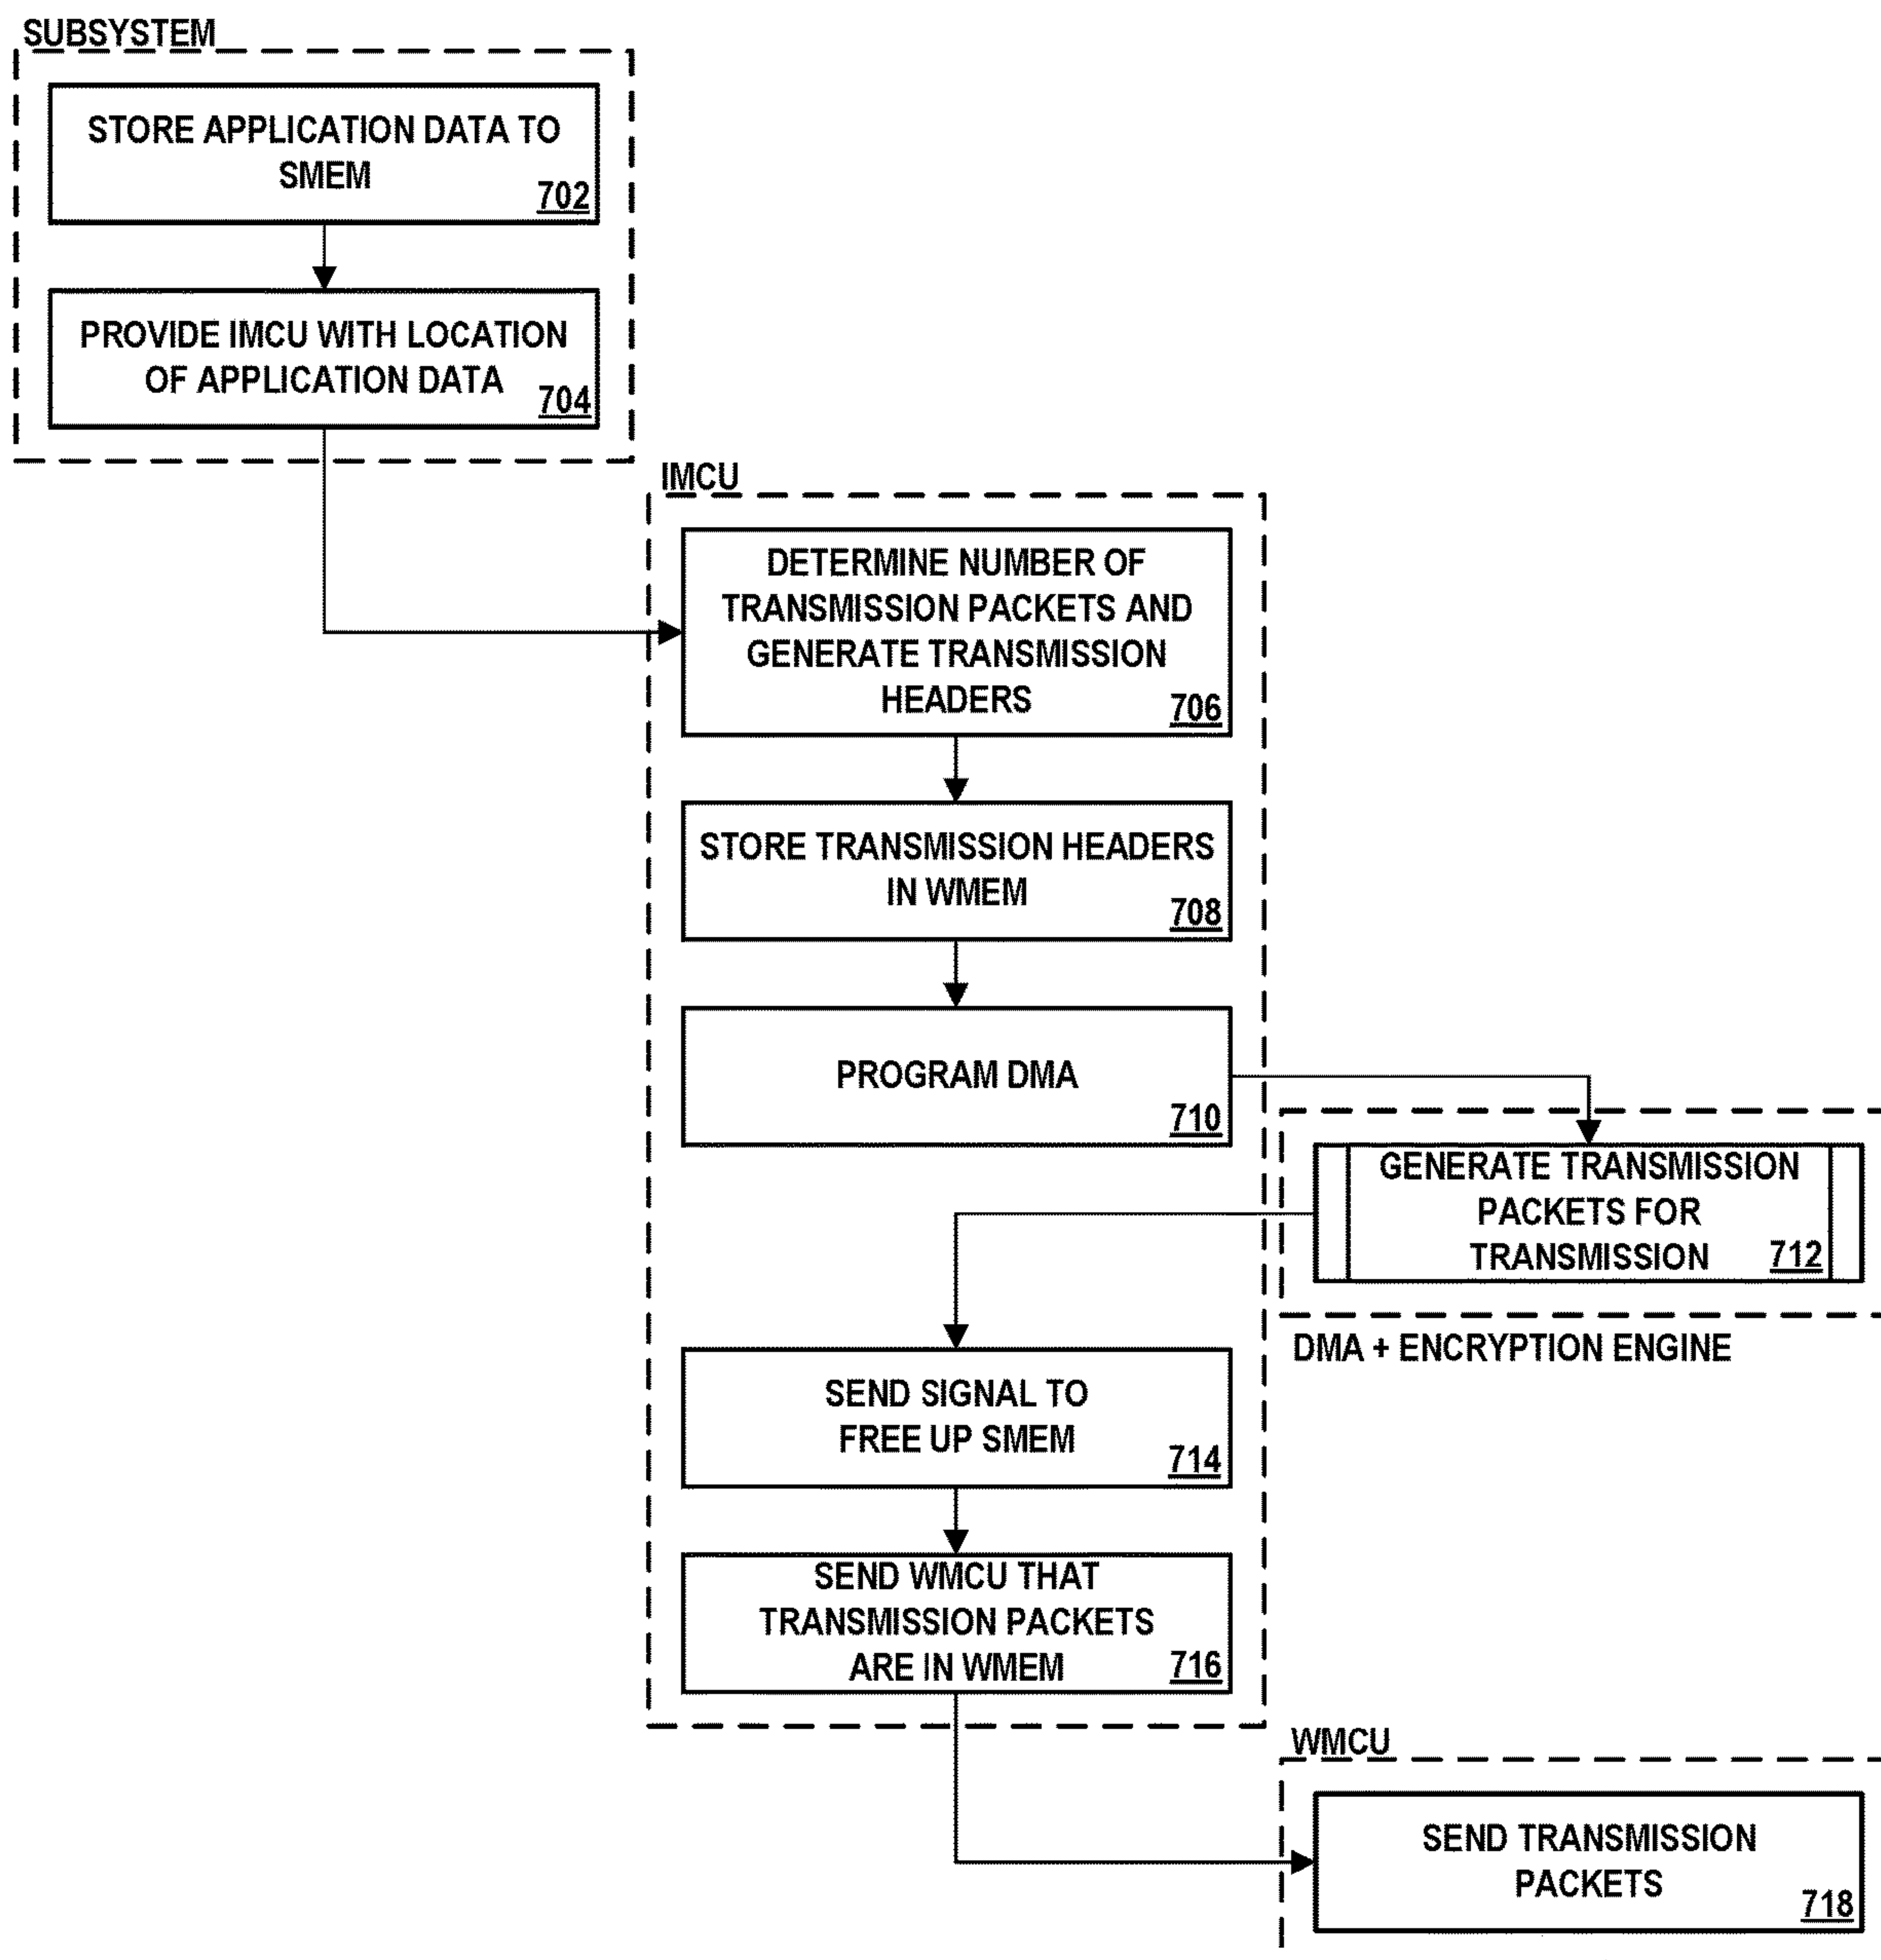 SUBSYSTEM
STORE APPLICATION DATA TO
SMEM
702
PROVIDE IMCU WITH LOCATION
OF APPLICATION DATA
704
IMCU
DETERMINE NUMBER OF
TRANSMISSION PACKETS AND
GENERATE TRANSMISSION
HEADERS
706
STORE TRANSMISSION HEADERS
IN WMEM
708
PROGRAM DMA
710
GENERATE TRANSMISSION
PACKETS FOR
TRANSMISSION
712
DMA + ENCRYPTION ENGINE
SEND SIGNAL TO
FREE UP SMEM
714
SEND WMCU THAT
TRANSMISSION PACKETS
ARE IN WMEM
716
WMCU
SEND TRANSMISSION
PACKETS
718